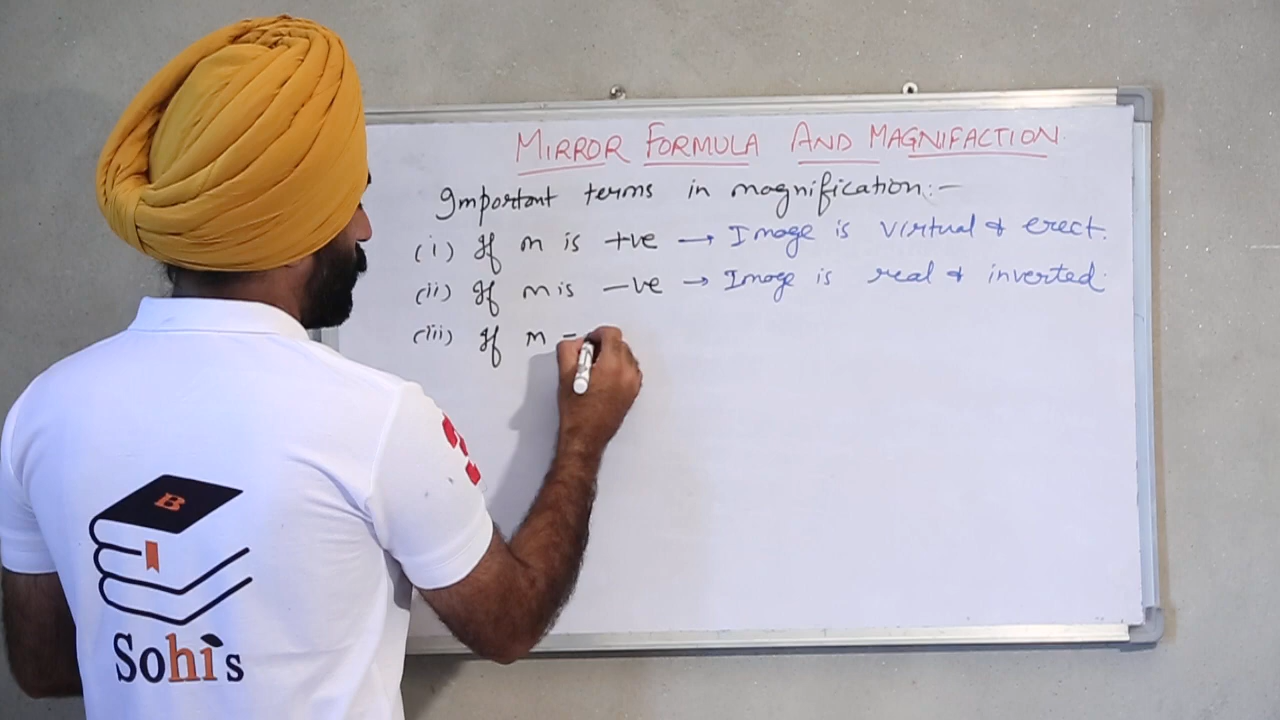 MIRROR FORMULA AND MAGNIFACTION
Important terms in magnification:-
(i) If m is +ve → Image is virtual & erect.
(ii) If m is -ve → Image is real & inverted.
(iii) If m =
B
Sohi's